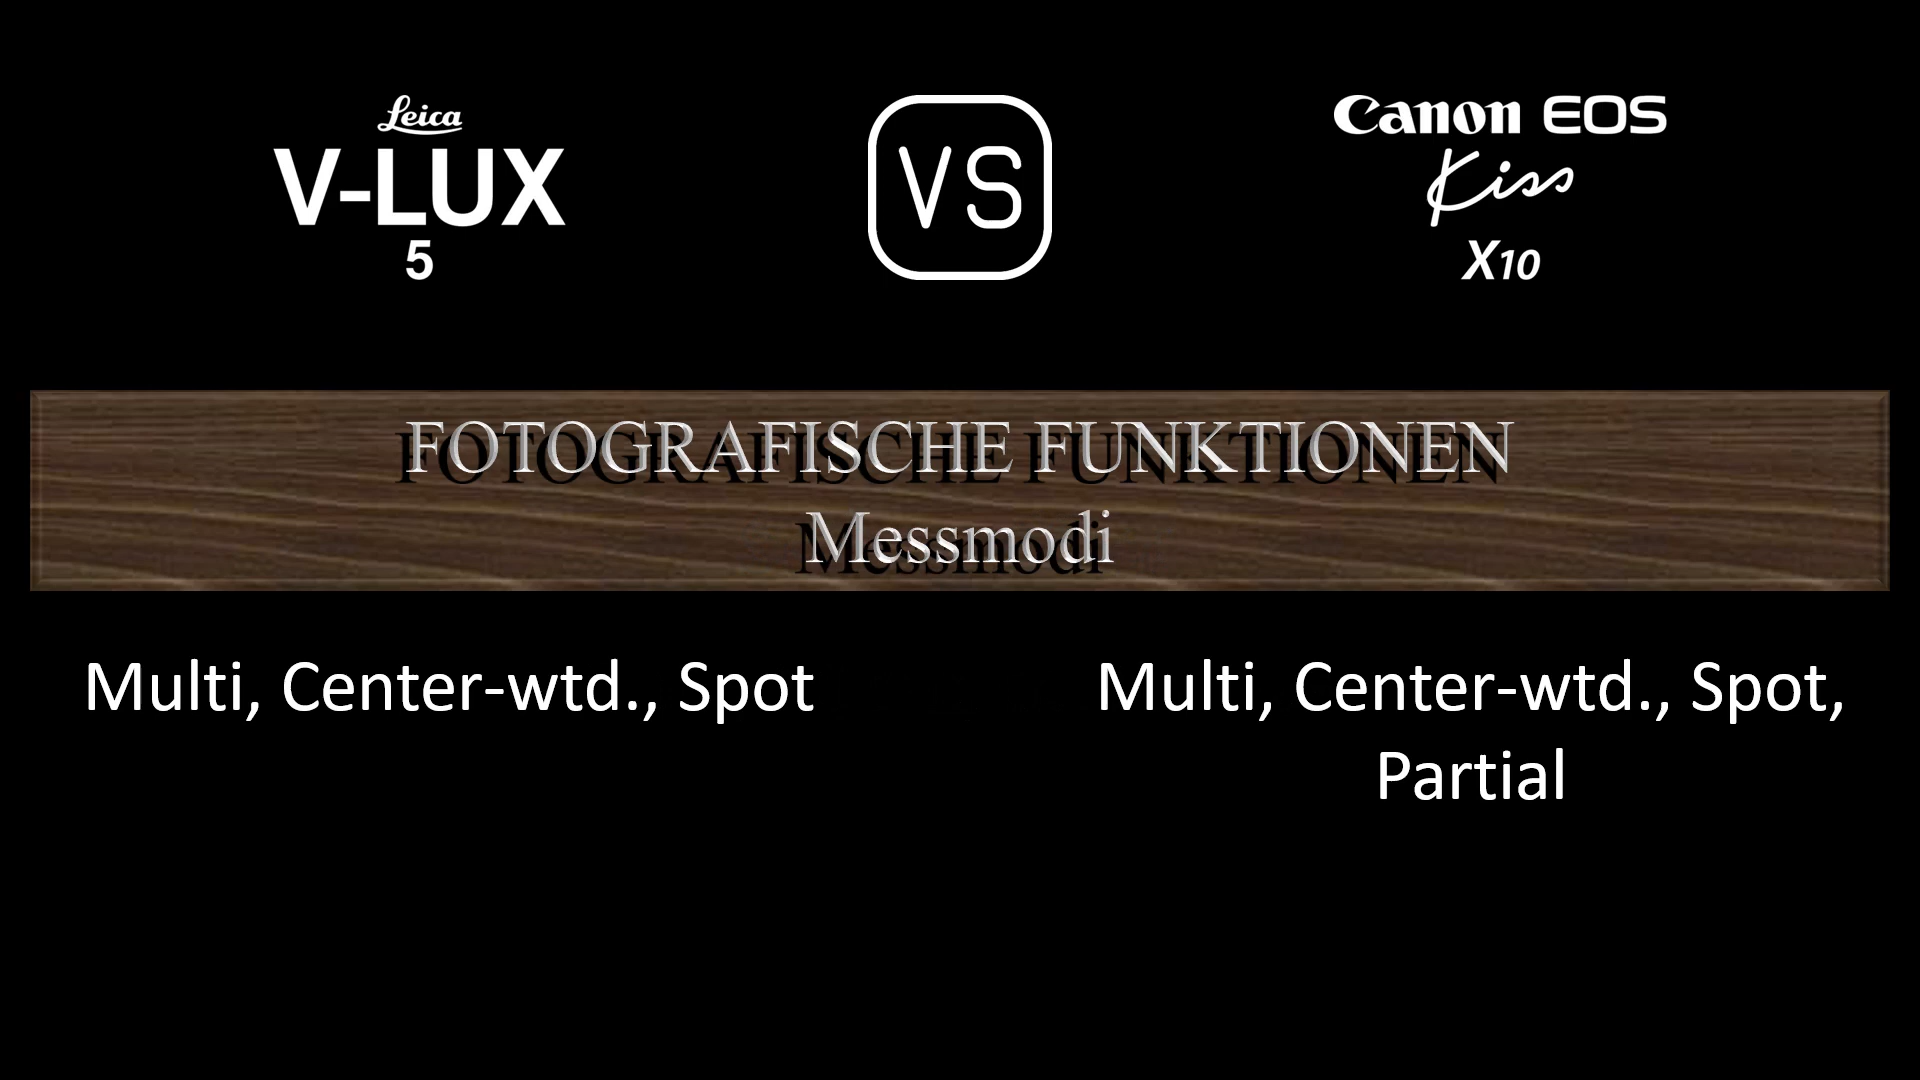 Leica
V-LUX
5
VS
Canon EOS
Kiss
X10
FOTOGRAFISCHE FUNKTIONEN
Messmodi
Multi, Center-wtd., Spot
Multi, Center-wtd., Spot,
Partial